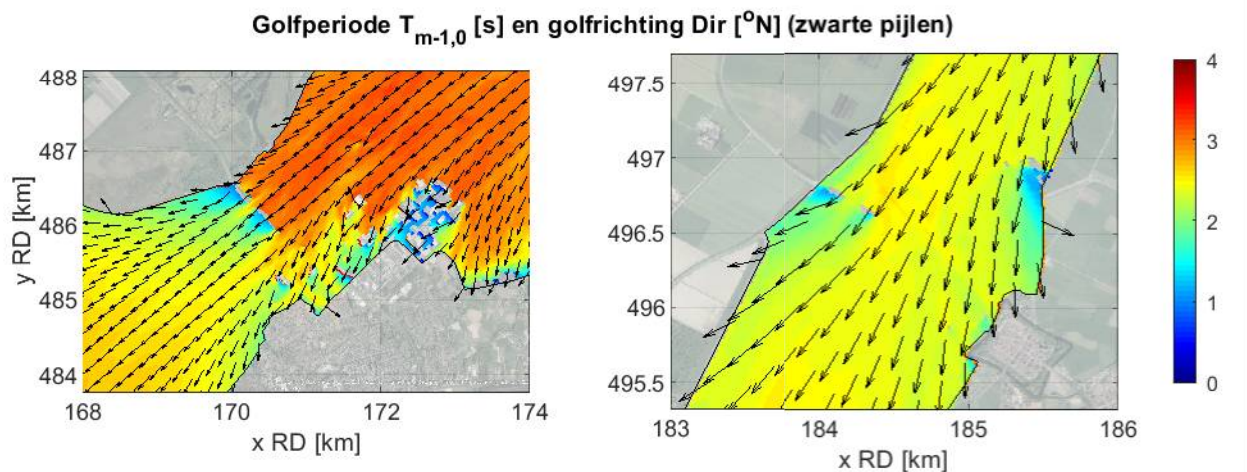 Golfperiode T_{m-1,0} [s] en golfrichting Dir [°N] (zwarte pijlen)
y RD [km]
488
487
486
485
484
168 170 172 174
x RD [km]
497.5
497
496.5
496
495.5
183 184 185 186
x RD [km]
4
3
2
1
0